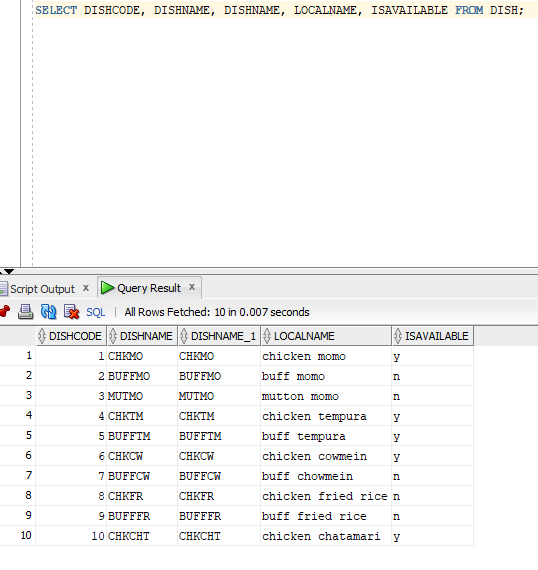 SELECT DISHCODE, DISHNAME, DISHNAME, LOCALNAME, ISAVAILABLE FROM DISH;
Script Output x Query Result x
SQL | All Rows Fetched: 10 in 0.007 seconds
DISHCODE DISHNAME DISHNAME_1 LOCALNAME ISAVAILABLE
1 1 CHKMO CHKMO chicken momo y
2 2 BUFFMO BUFFMO buff momo n
3 3 MUTMO MUTMO mutton momo n
4 4 CHKTM CHKTM chicken tempura y
5 5 BUFFTM BUFFTM buff tempura y
6 6 CHKCW CHKCW chicken cowmein y
7 7 BUFFCW BUFFCW buff chowmein n
8 8 CHKFR CHKFR chicken fried rice n
9 9 BUFFFR BUFFFR buff fried rice n
10 10 CHKCHT CHKCHT chicken chatamari y